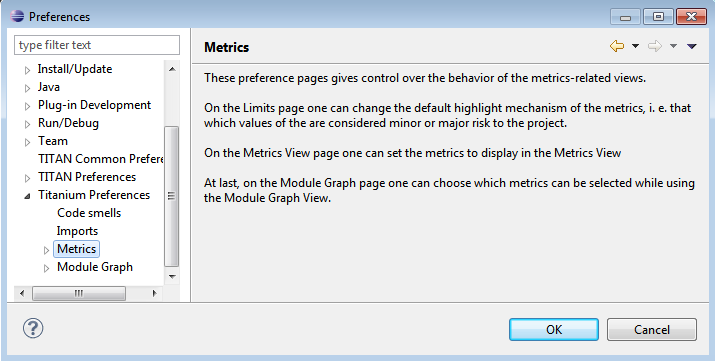 Preferences
type filter text
Install/Update
Java
Plug-in Development
Run/Debug
Team
TITAN Common Prefere
TITAN Preferences
Titanium Preferences
Code smells
Imports
Metrics
Module Graph
Metrics
These preference pages gives control over the behavior of the metrics-related views.
On the Limits page one can change the default highlight mechanism of the metrics, i. e. that
which values of the are considered minor or major risk to the project.
On the Metrics View page one can set the metrics to display in the Metrics View
At last, on the Module Graph page one can choose which metrics can be selected while using
the Module Graph View.
?
OK
Cancel